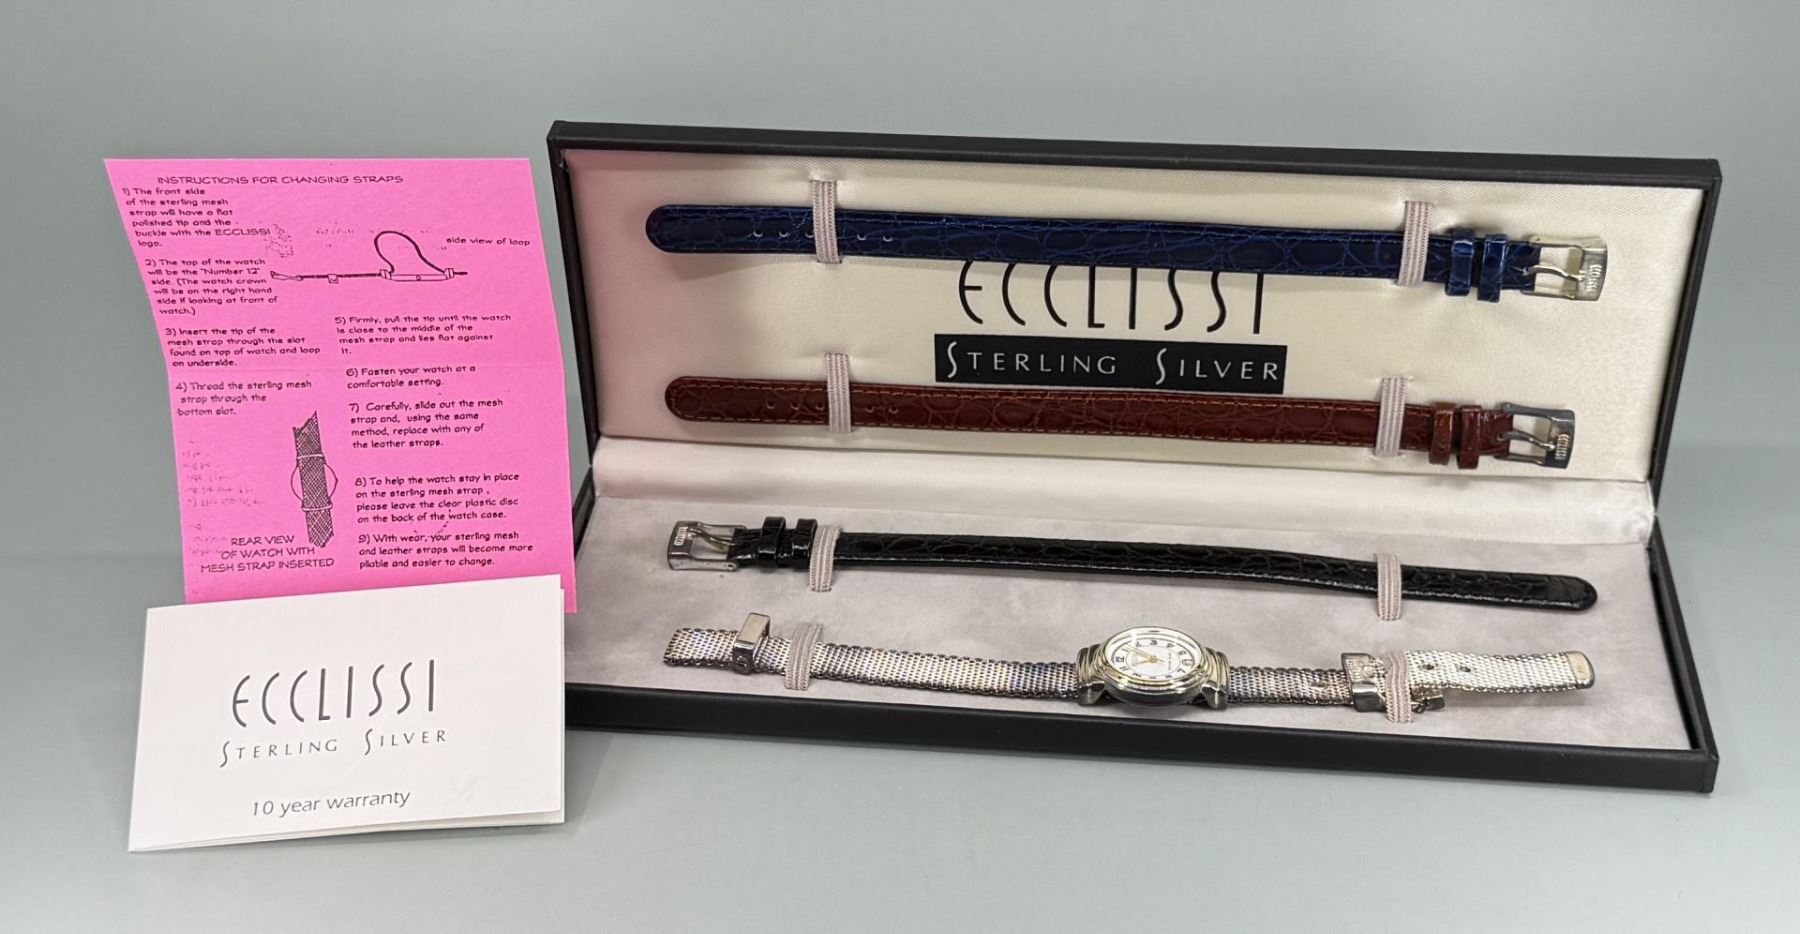 INSTRUCTIONS FOR CHANGING STRAPS
1) The front side
of the sterling mesh
strap will have a flat
polished tip and the
buckle with the ECCLISSI
logo.
side view of loop
2) The top of the watch
will be the "Number 12"
side. (The watch crown
will be on the right hand
side if looking at front of
watch.)
3) Insert the tip of the
mesh strap through the slot
found on top of watch and loop
on underside.
4) Thread the sterling mesh
strap through the
bottom slot.
REAR VIEW
OF WATCH WITH
MESH STRAP INSERTED
5) Firmly, pull the tip until the watch
is close to the middle of the
mesh strap and lies flat against
it.
6) Fasten your watch at a
comfortable setting.
7) Carefully, slide out the mesh
strap and, using the same
method, replace with any of
the leather straps.
8) To help the watch stay in place
on the sterling mesh strap ,
please leave the clear plastic disc
on the back of the watch case.
9) With wear, your sterling mesh
and leather straps will become more
pliable and easier to change.
ECCLISSI
STERLING SILVER
10 year warranty
ECCLISSI
STERLING SILVER